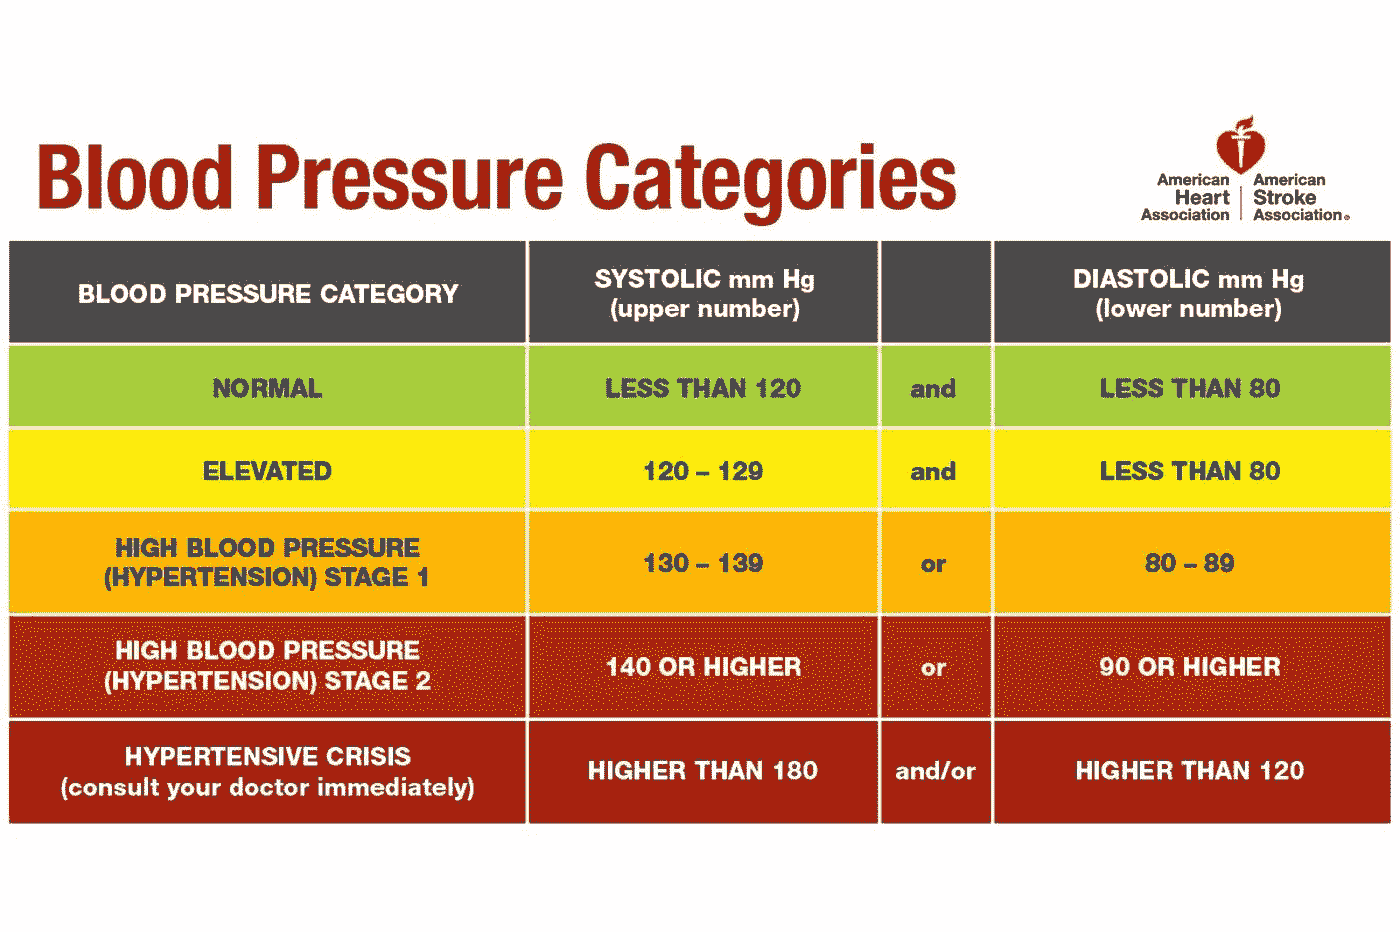 Blood Pressure Categories
American Heart Association
American Stroke Association®
BLOOD PRESSURE CATEGORY
SYSTOLIC mm Hg
(upper number)
DIASTOLIC mm Hg
(lower number)
NORMAL
LESS THAN 120
and
LESS THAN 80
ELEVATED
120 – 129
and
LESS THAN 80
HIGH BLOOD PRESSURE
(HYPERTENSION) STAGE 1
130 – 139
or
80 – 89
HIGH BLOOD PRESSURE
(HYPERTENSION) STAGE 2
140 OR HIGHER
or
90 OR HIGHER
HYPERTENSIVE CRISIS
(consult your doctor immediately)
HIGHER THAN 180
and/or
HIGHER THAN 120